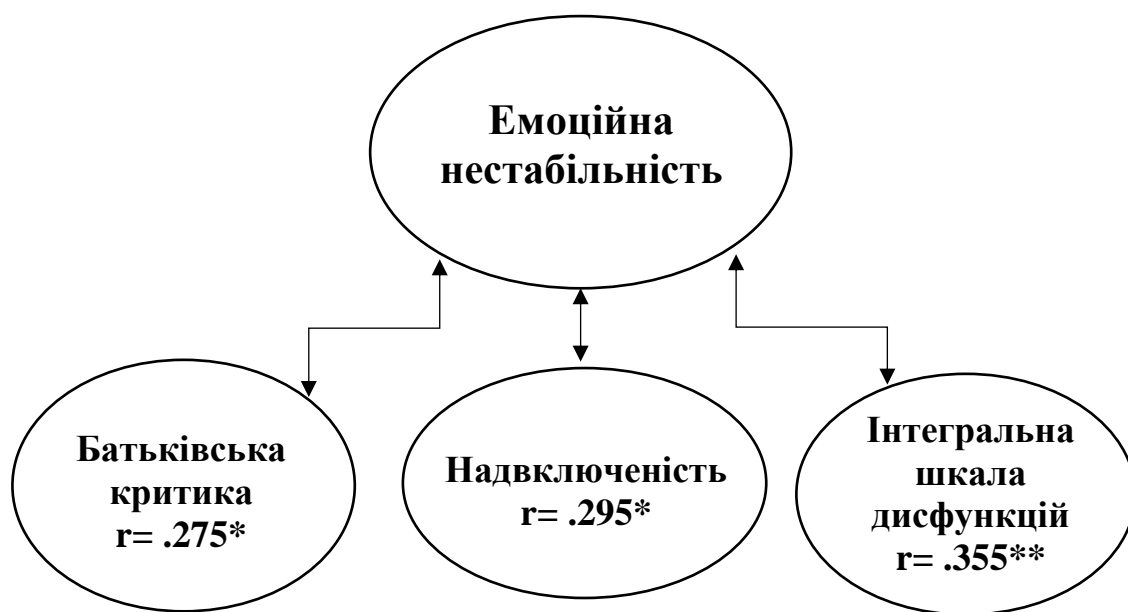 Емоційна
нестабільність
Батьківська
критика
r= .275*
Надвключеність
r= .295*
Інтегральна
шкала
дисфункцій
r= .355**